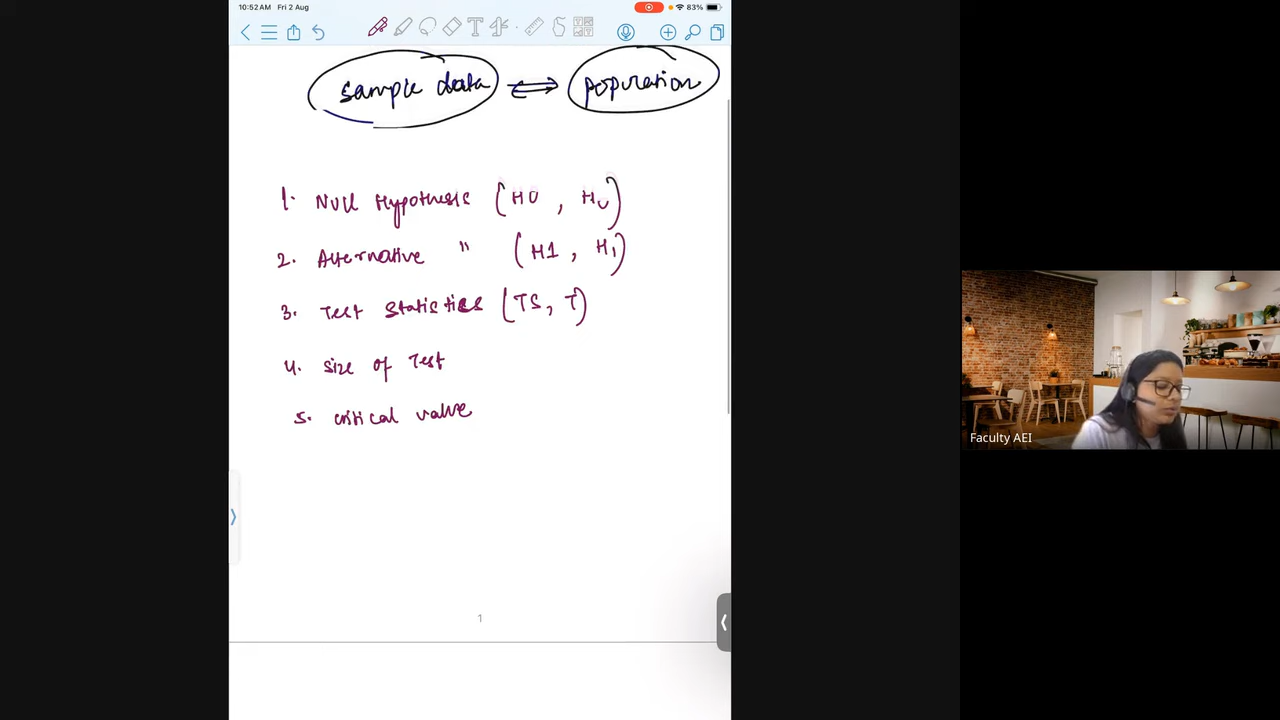 10:52 AM Fri 2 Aug 83%
sample data ⇔ population
1. Null Hypothesis (H0, H₀)
2. Alternative " (H1, H₁)
3. Test Statistics (TS, T)
4. Size of Test
5. critical value
1
Faculty AEI